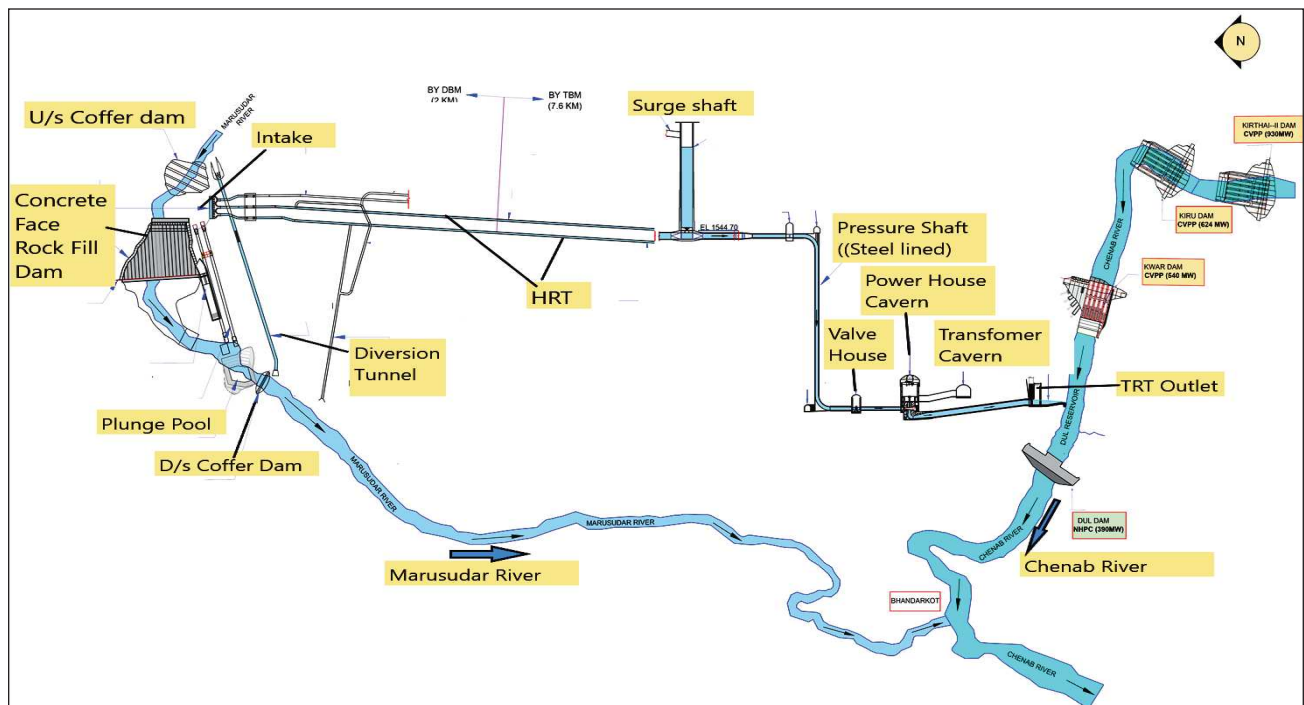 N
BY DBM
(2 KM)
BY TBM
(7.6 KM)
U/s Coffer dam
MARUSUDAR
RIVER
Intake
Surge shaft
KIRTHAI--II DAM
CVPP (930MW)
Concrete
Face
Rock Fill
Dam
KIRU DAM
CVPP (624 MW)
CHENAB RIVER
EL 1544.70
Pressure Shaft
((Steel lined)
KWAR DAM
CVPP (540 MW)
HRT
Power House
Cavern
Valve
House
Transfomer
Cavern
Diversion
Tunnel
TRT Outlet
Plunge Pool
DUL RESERVOIR
D/s Coffer Dam
MARUSUDAR RIVER
MARUSUDAR RIVER
DUL DAM
NHPC (390MW)
CHENAB RIVER
Marusudar River
Chenab River
BHANDARKOT
CHENAB RIVER